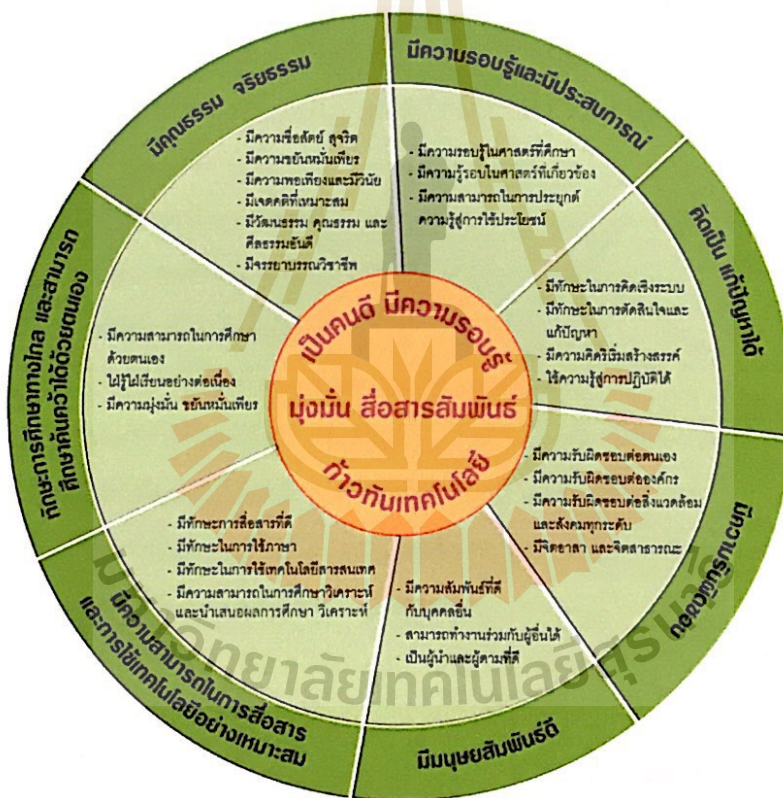 มีคุณธรรม จริยธรรม
- มีความซื่อสัตย์ สุจริต
- มีความขยันหมั่นเพียร
- มีความพอเพียงและมีวินัย
- มีเจตคติที่เหมาะสม
- มีวัฒนธรรม คุณธรรม และ
ศีลธรรมอันดี
- มีจรรยาบรรณวิชาชีพ
มีความรอบรู้และมีประสบการณ์
- มีความรอบรู้ในศาสตร์ที่ศึกษา
- มีความรู้รอบในศาสตร์ที่เกี่ยวข้อง
- มีความสามารถในการประยุกต์
ความรู้สู่การใช้ประโยชน์
คิดเป็น แก้ปัญหาได้
- มีทักษะในการคิดเชิงระบบ
- มีทักษะในการตัดสินใจและ
แก้ปัญหา
- มีความคิดริเริ่มสร้างสรรค์
- ใช้ความรู้สู่การปฏิบัติได้
มีความรับผิดชอบ
- มีความรับผิดชอบต่อตนเอง
- มีความรับผิดชอบต่อองค์กร
- มีความรับผิดชอบต่อสิ่งแวดล้อม
และสังคมทุกระดับ
- มีจิตอาสา และจิตสาธารณะ
มีมนุษยสัมพันธ์ดี
- มีความสัมพันธ์ที่ดี
กับบุคคลอื่น
- สามารถทำงานร่วมกับผู้อื่นได้
- เป็นผู้นำและผู้ตามที่ดี
มีความสามารถในการสื่อสาร
และการใช้เทคโนโลยีอย่างเหมาะสม
- มีทักษะการสื่อสารที่ดี
- มีทักษะในการใช้ภาษา
- มีทักษะในการใช้เทคโนโลยีสารสนเทศ
- มีความสามารถในการศึกษาวิเคราะห์
และนำเสนอผลการศึกษา วิเคราะห์
ทักษะการศึกษาทางไกล และสามารถ
ศึกษาค้นคว้าได้ด้วยตนเอง
- มีความสามารถในการศึกษา
ด้วยตนเอง
- ใฝ่รู้ใฝ่เรียนอย่างต่อเนื่อง
- มีความมุ่งมั่น ขยันหมั่นเพียร
เป็นคนดี มีความรอบรู้
มุ่งมั่น สื่อสารสัมพันธ์
ก้าวทันเทคโนโลยี
มหาวิทยาลัยเทคโนโลยีสุรนารี